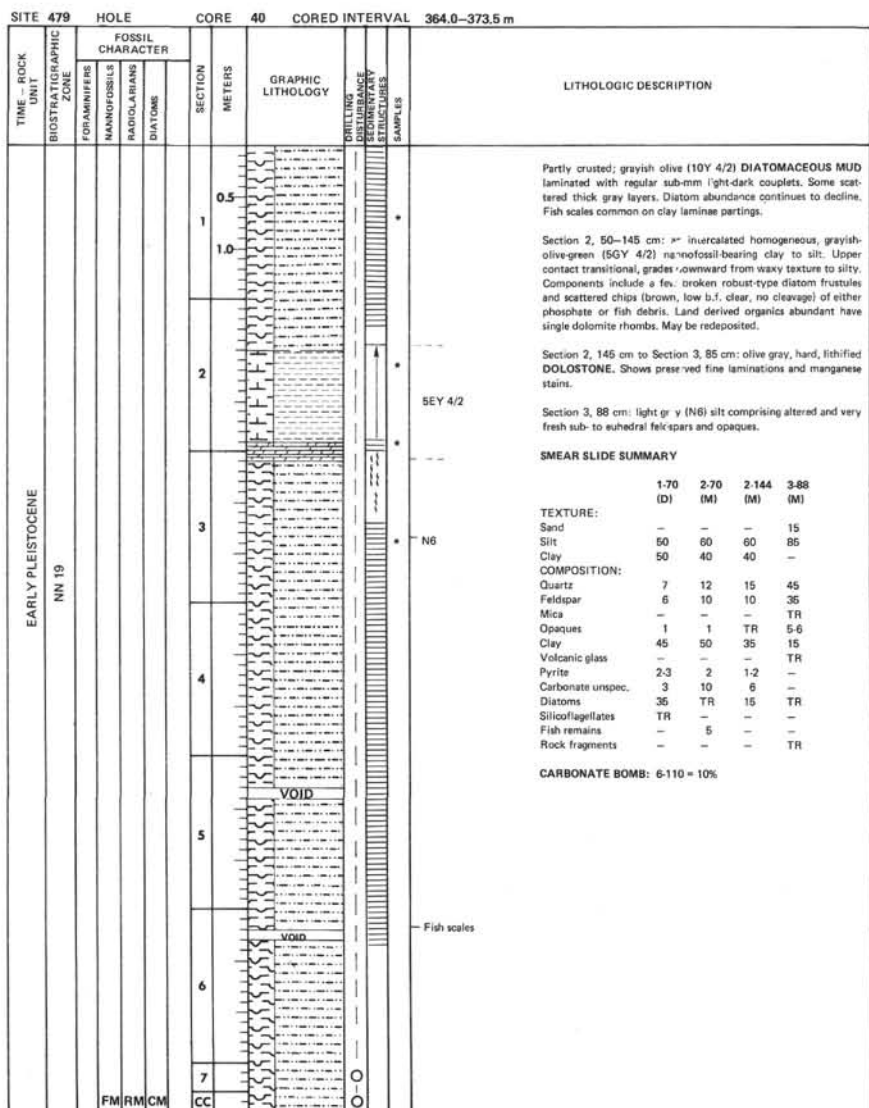 SITE 479 HOLE CORE 40 CORED INTERVAL 364.0–373.5 m
TIME – ROCK UNIT
BIOSTRATIGRAPHIC ZONE
FOSSIL CHARACTER
FORAMINIFERS
NANNOFOSSILS
RADIOLARIANS
DIATOMS
SECTION
METERS
GRAPHIC LITHOLOGY
DRILLING DISTURBANCE
SEDIMENTARY STRUCTURES
SAMPLES
LITHOLOGIC DESCRIPTION
EARLY PLEISTOCENE
NN 19
FM RM CM
1
0.5
1.0
2
3
4
5
6
7
CC
VOID
VOID
*
*
*
*
5EY 4/2
N6
Fish scales
Partly crusted; grayish olive (10Y 4/2) DIATOMACEOUS MUD
laminated with regular sub-mm light-dark couplets. Some scat-
tered thick gray layers. Diatom abundance continues to decline.
Fish scales common on clay laminae partings.
Section 2, 50–145 cm: intercalated homogeneous, grayish-
olive-green (5GY 4/2) nannofossil-bearing clay to silt. Upper
contact transitional, grades downward from waxy texture to silty.
Components include a few broken robust-type diatom frustules
and scattered chips (brown, low b.f. clear, no cleavage) of either
phosphate or fish debris. Land derived organics abundant have
single dolomite rhombs. May be redeposited.
Section 2, 145 cm to Section 3, 85 cm: olive gray, hard, lithified
DOLOSTONE. Shows preserved fine laminations and manganese
stains.
Section 3, 88 cm: light gray (N6) silt comprising altered and very
fresh sub- to euhedral feldspars and opaques.
SMEAR SLIDE SUMMARY
1-70 2-70 2-144 3-88
(D) (M) (M) (M)
TEXTURE:
Sand – – – 15
Silt 50 60 60 85
Clay 50 40 40 –
COMPOSITION:
Quartz 7 12 15 45
Feldspar 6 10 10 35
Mica – – – TR
Opaques 1 1 TR 5-6
Clay 45 50 35 15
Volcanic glass – – – TR
Pyrite 2-3 2 1-2 –
Carbonate unspec. 3 10 6 –
Diatoms 35 TR 15 TR
Silicoflagellates TR – – –
Fish remains – 5 – –
Rock fragments – – – TR
CARBONATE BOMB: 6-110 = 10%